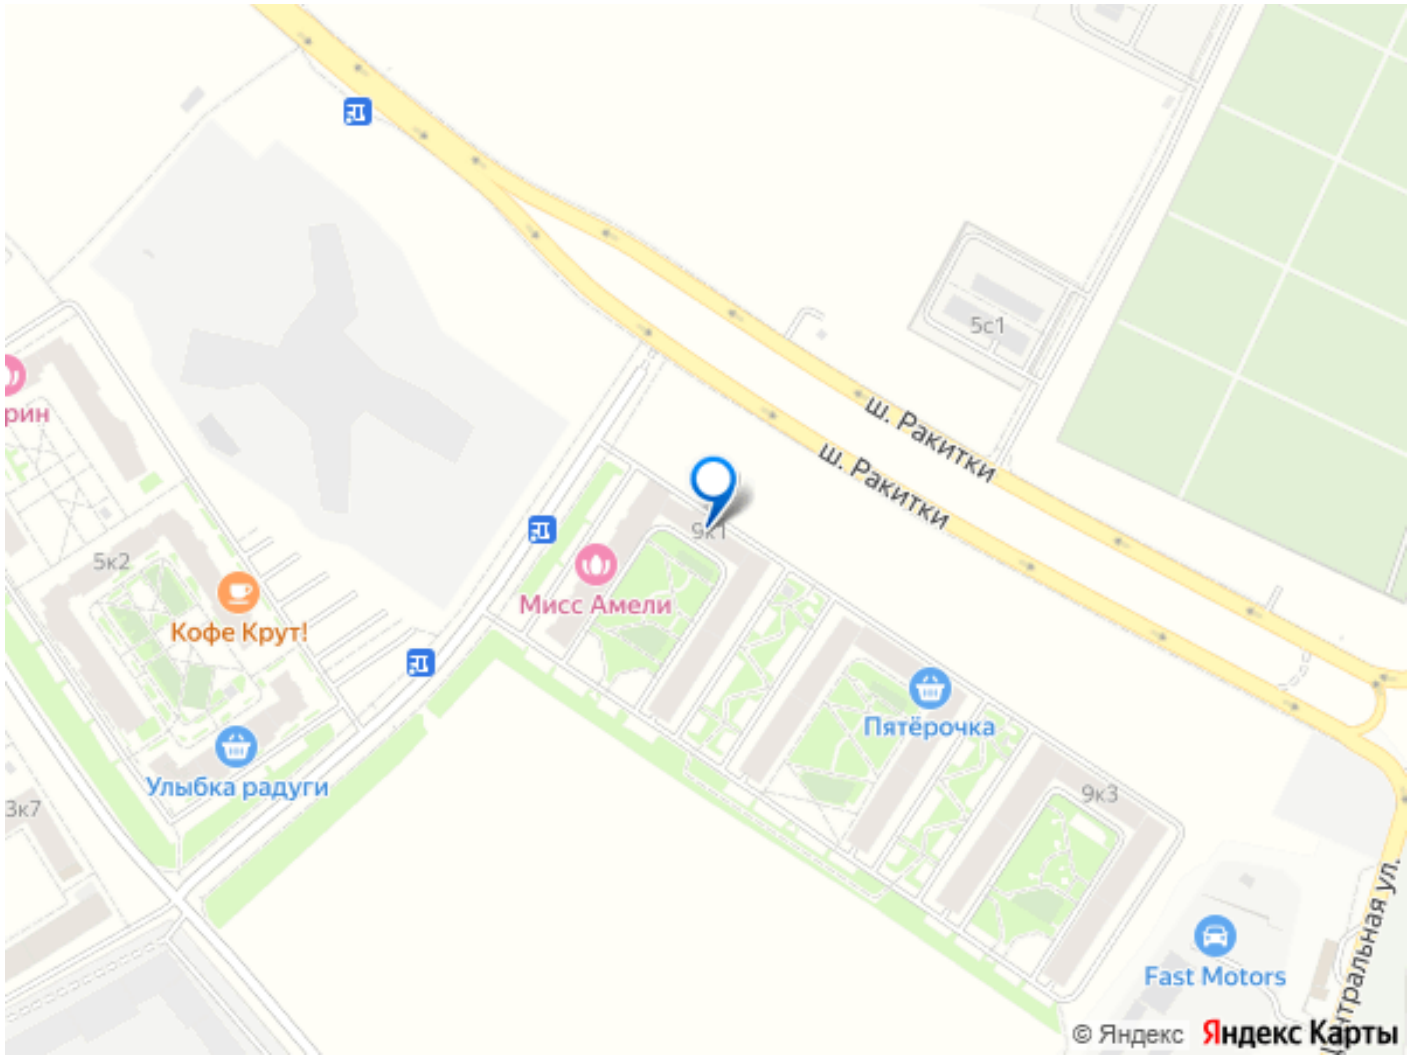 5с1
ш. Ракитки
ш. Ракитки
рин
9к1
5к2
Мисс Амели
Кофе Крут!
Пятёрочка
Улыбка радуги
9к3
3к7
Fast Motors
нтральная ул.
© Яндекс Яндекс Карты